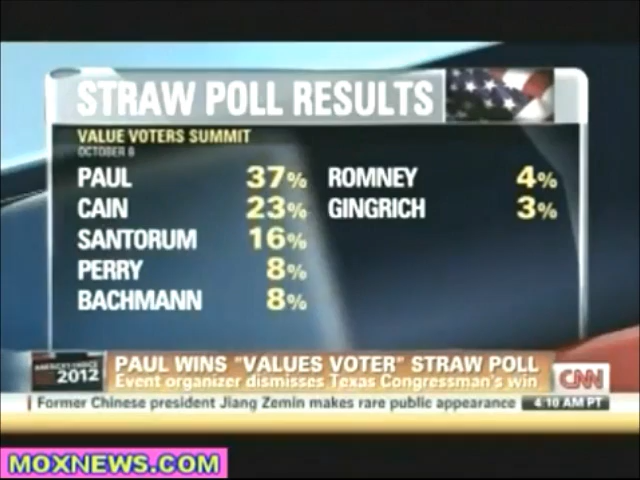 STRAW POLL RESULTS
VALUE VOTERS SUMMIT
OCTOBER 8
PAUL 37%
CAIN 23%
SANTORUM 16%
PERRY 8%
BACHMANN 8%
ROMNEY 4%
GINGRICH 3%
AMERICA'S CHOICE
2012
PAUL WINS "VALUES VOTER" STRAW POLL
Event organizer dismisses Texas Congressman's win
CNN
Former Chinese president Jiang Zemin makes rare public appearance
4:10 AM PT
MOXNEWS.COM